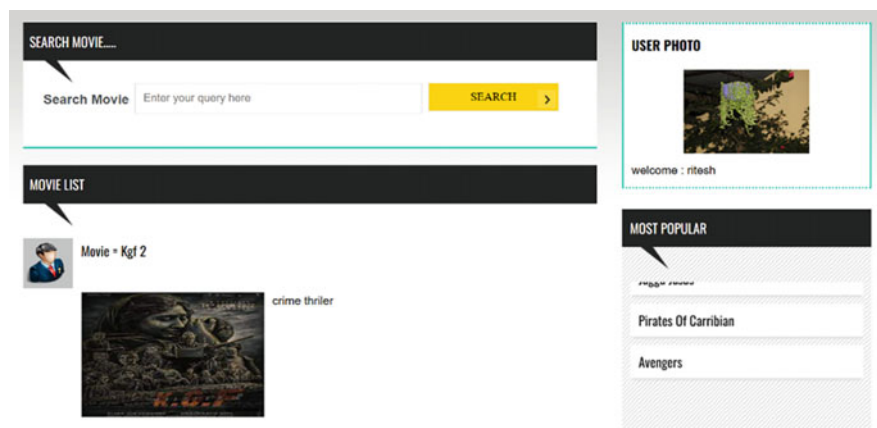 SEARCH MOVIE.....
Search Movie
Enter your query here
SEARCH
MOVIE LIST
Movie = Kgf 2
crime thriler
USER PHOTO
welcome : ritesh
MOST POPULAR
Pirates Of Carribian
Avengers